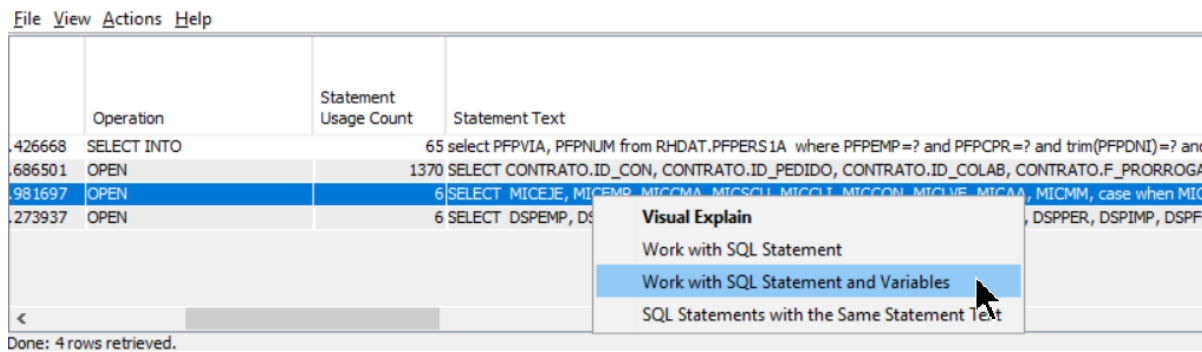 File View Actions Help
Operation
Statement
Usage Count
Statement Text
.426668 SELECT INTO 65 select PFPVIA, PFPNUM from RHDAT.PFPERS1A where PFPEMP=? and PFPCPR=? and trim(PFPDNI)=? and
.686501 OPEN 1370 SELECT CONTRATO.ID_CON, CONTRATO.ID_PEDIDO, CONTRATO.ID_COLAB, CONTRATO.F_PRORROGA
.981697 OPEN 6 SELECT MICEJE, MICEMP, MICCMA, MICSCU, MICCLI, MICCON, MICLVE, MICAA, MICMM, case when MIC
.273937 OPEN 6 SELECT DSPEMP, DS , DSPPER, DSPIMP, DSPF
Visual Explain
Work with SQL Statement
Work with SQL Statement and Variables
SQL Statements with the Same Statement Text
Done: 4 rows retrieved.